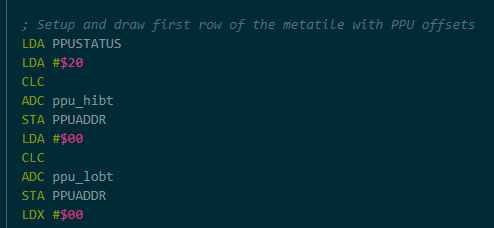 ; Setup and draw first row of the metatile with PPU offsets
LDA PPUSTATUS
LDA #$20
CLC
ADC ppu_hibt
STA PPUADDR
LDA #$00
CLC
ADC ppu_lobt
STA PPUADDR
LDX #$00